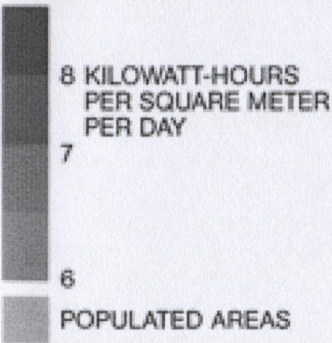 8 KILOWATT-HOURS
PER SQUARE METER
PER DAY
7
6
POPULATED AREAS